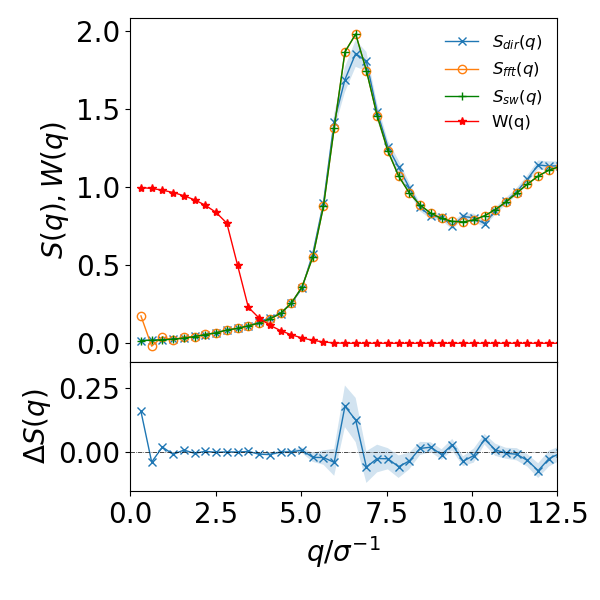 2.0
1.5
1.0
0.5
0.0
S(q), W(q)
S_dir(q)
S_fft(q)
S_sw(q)
W(q)
0.25
0.00
ΔS(q)
0.0 2.5 5.0 7.5 10.0 12.5
q/σ⁻¹